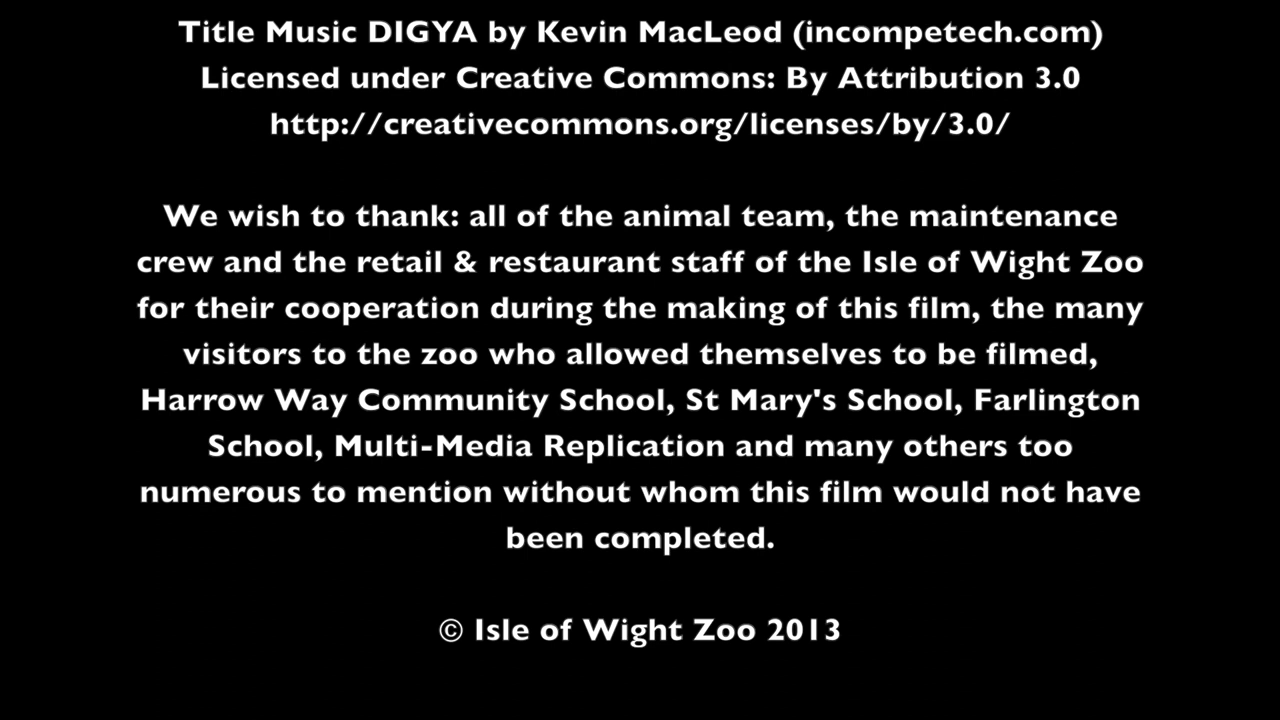 Title Music DIGYA by Kevin MacLeod (incompetech.com)
Licensed under Creative Commons: By Attribution 3.0
http://creativecommons.org/licenses/by/3.0/
We wish to thank: all of the animal team, the maintenance
crew and the retail & restaurant staff of the Isle of Wight Zoo
for their cooperation during the making of this film, the many
visitors to the zoo who allowed themselves to be filmed,
Harrow Way Community School, St Mary's School, Farlington
School, Multi-Media Replication and many others too
numerous to mention without whom this film would not have
been completed.
© Isle of Wight Zoo 2013